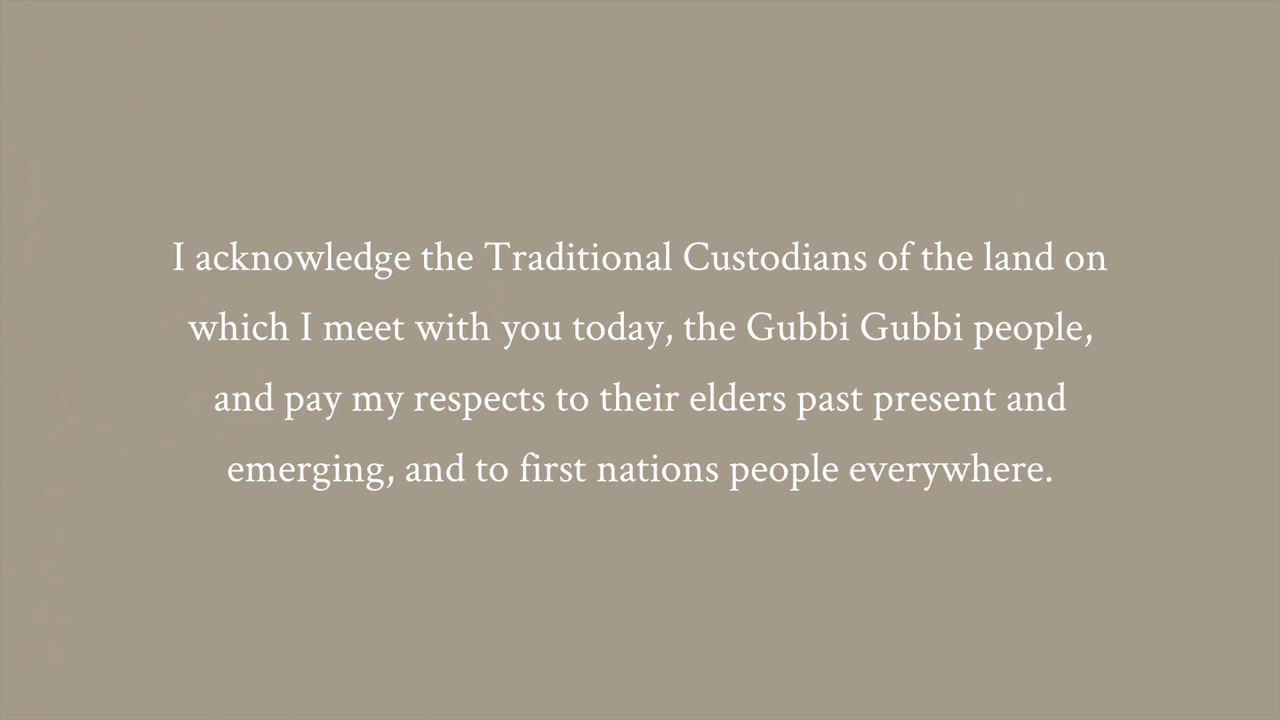 I acknowledge the Traditional Custodians of the land on
which I meet with you today, the Gubbi Gubbi people,
and pay my respects to their elders past present and
emerging, and to first nations people everywhere.